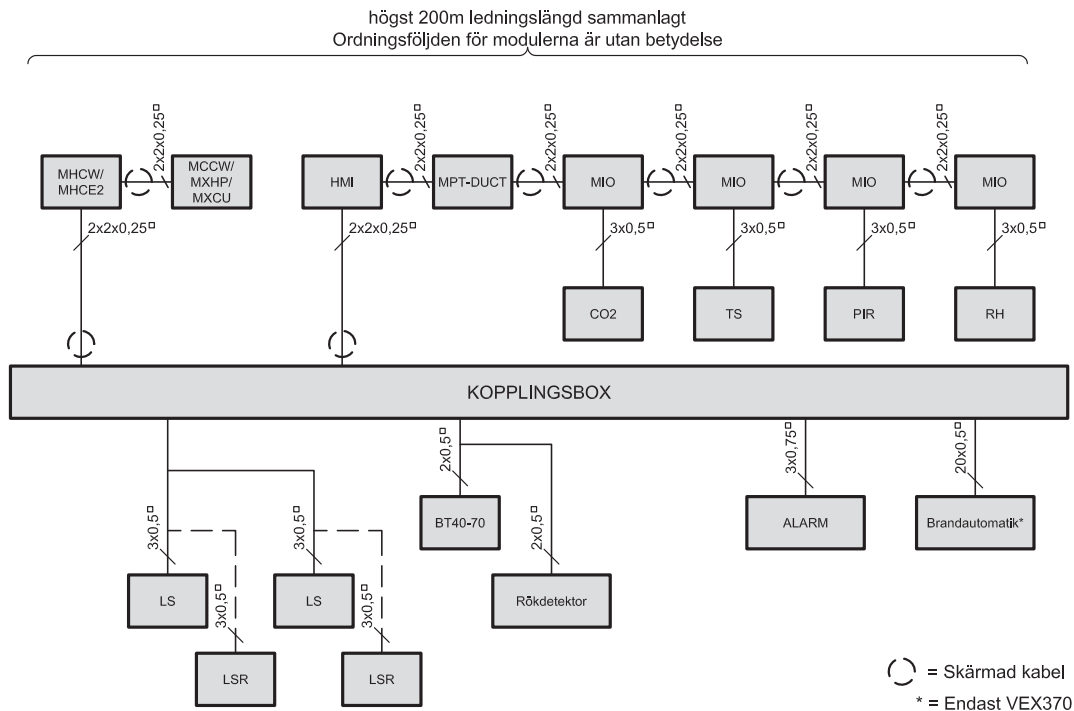 högst 200m ledningslängd sammanlagt
Ordningsföljden för modulerna är utan betydelse
2x2x0,25▫
2x2x0,25▫
2x2x0,25▫
2x2x0,25▫
2x2x0,25▫
2x2x0,25▫
MHCW/
MHCE2
MCCW/
MXHP/
MXCU
HMI
MPT-DUCT
MIO
MIO
MIO
MIO
2x2x0,25▫
2x2x0,25▫
3x0,5▫
3x0,5▫
3x0,5▫
3x0,5▫
CO2
TS
PIR
RH
KOPPLINGSBOX
2x0,5▫
3x0,75▫
20x0,5▫
BT40-70
ALARM
Brandautomatik*
3x0,5▫
3x0,5▫
2x0,5▫
LS
LS
Rökdetektor
3x0,5▫
3x0,5▫
LSR
LSR
= Skärmad kabel
* = Endast VEX370